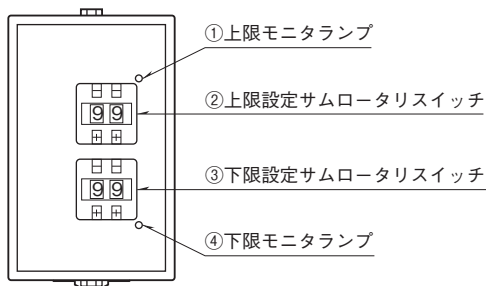 ①上限モニタランプ
②上限設定サムロータリスイッチ
99
③下限設定サムロータリスイッチ
99
④下限モニタランプ